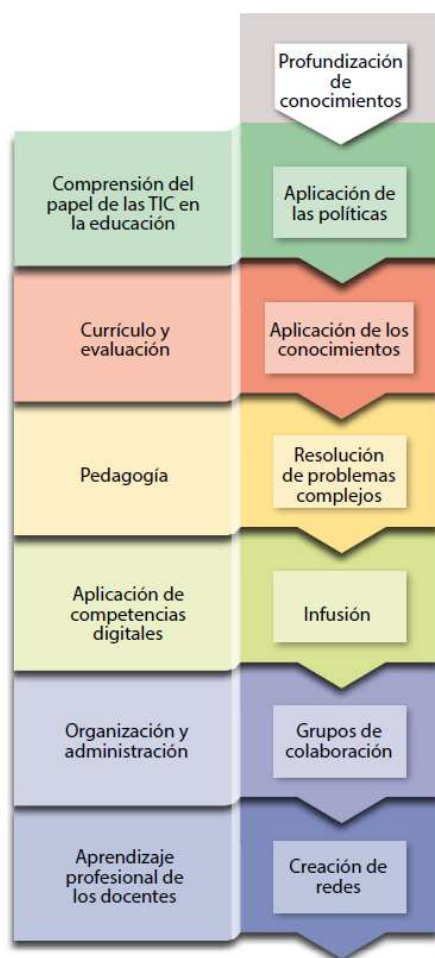 Profundización
de
conocimientos
Comprensión del
papel de las TIC en
la educación
Aplicación de
las políticas
Currículo y
evaluación
Aplicación de los
conocimientos
Pedagogía
Resolución
de problemas
complejos
Aplicación de
competencias
digitales
Infusión
Organización y
administración
Grupos de
colaboración
Aprendizaje
profesional de
los docentes
Creación de
redes